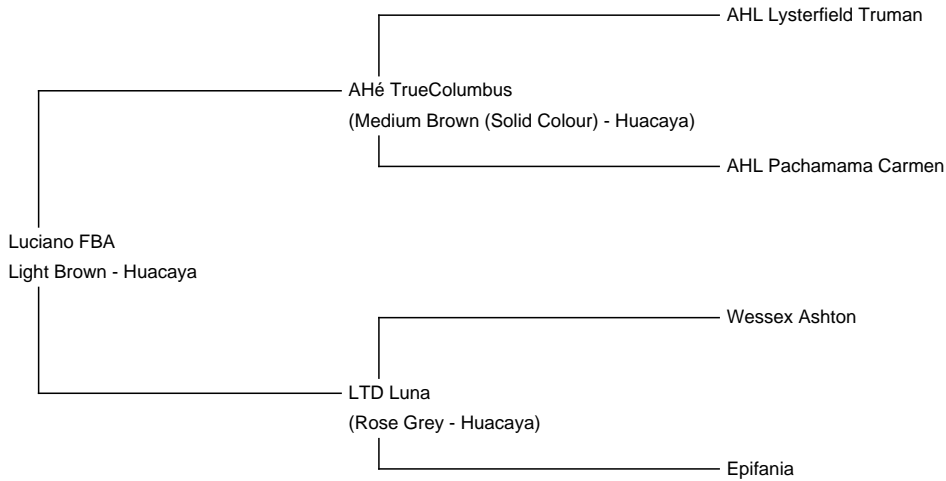 AHL Lysterfield Truman
AHé TrueColumbus
(Medium Brown (Solid Colour) - Huacaya)
AHL Pachamama Carmen
Luciano FBA
Light Brown - Huacaya
Wessex Ashton
LTD Luna
(Rose Grey - Huacaya)
Epifania